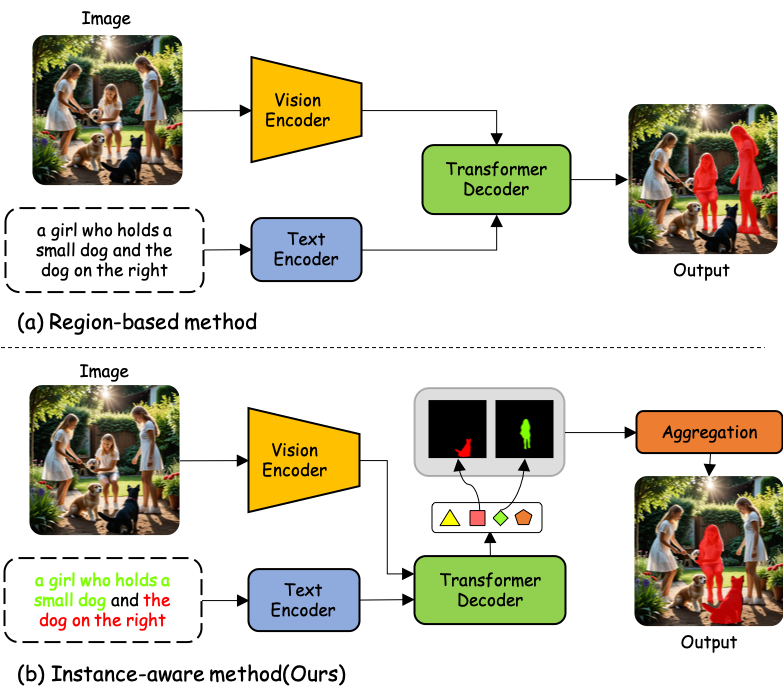 Image
Vision
Encoder
Transformer
Decoder
a girl who holds a
small dog and the
dog on the right
Text
Encoder
Output
(a) Region-based method
Image
Vision
Encoder
Aggregation
a girl who holds a
small dog and the
dog on the right
Text
Encoder
Transformer
Decoder
Output
(b) Instance-aware method(Ours)